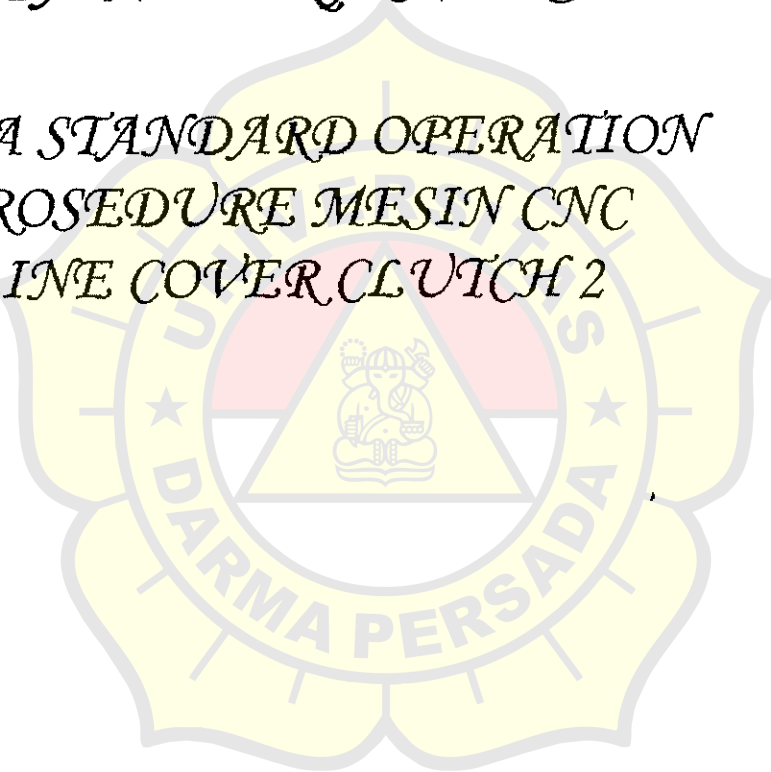 A STANDARD OPERATION
ROSEDURE MESIN CNC
INE COVER CLUTCH 2
UNIVERSITAS
DARMA PERSADA